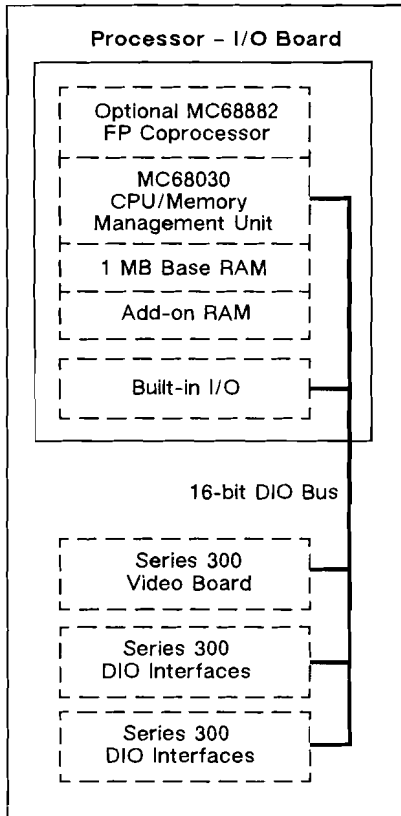 Processor - I/O Board
Optional MC68882
FP Coprocessor
MC68030
CPU/Memory
Management Unit
1 MB Base RAM
Add-on RAM
Built-in I/O
16-bit DIO Bus
Series 300
Video Board
Series 300
DIO Interfaces
Series 300
DIO Interfaces